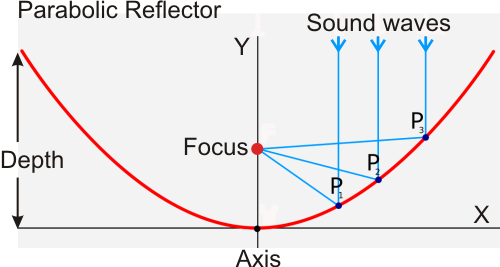 Parabolic Reflector
Sound waves
Y
P3
Focus
Depth
P2
P1
X
Axis